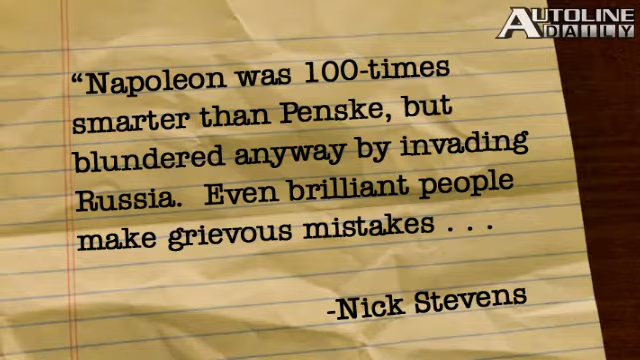 AUTOLINE
DAILY
“Napoleon was 100-times
smarter than Penske, but
blundered anyway by invading
Russia.  Even brilliant people
make grievous mistakes . . .
-Nick Stevens